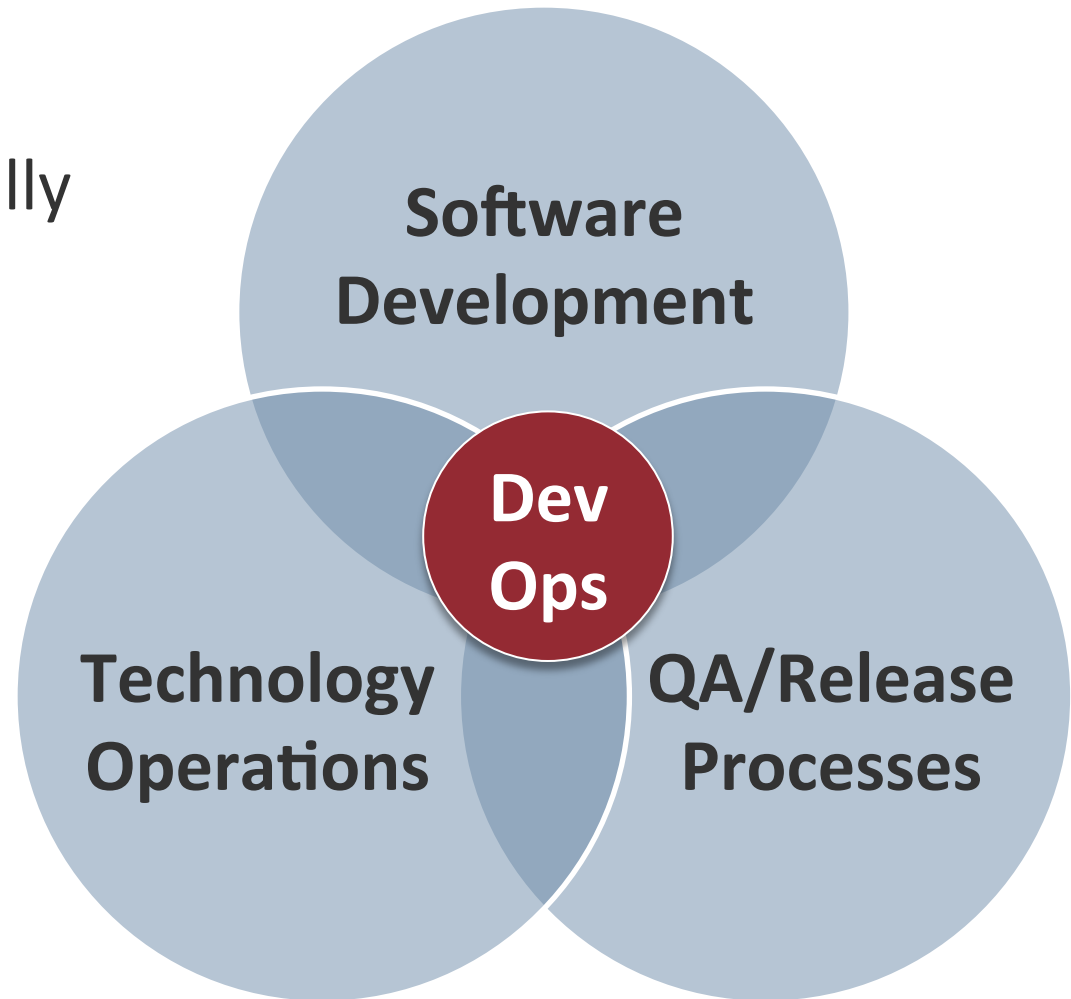 lly
Software
Development
Dev
Ops
Technology
Operations
QA/Release
Processes